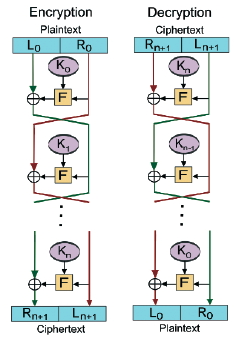 Encryption Decryption
Plaintext Ciphertext
L0 R0 Rn+1 Ln+1
K0 Kn
F F
K1 Kn-1
F F
Kn K0
F F
Rn+1 Ln+1 L0 R0
Ciphertext Plaintext